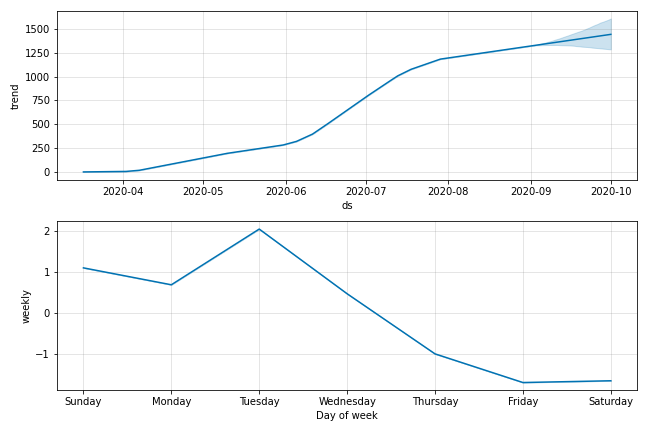 1500
1250
1000
750
500
250
0
trend
2020-04 2020-05 2020-06 2020-07 2020-08 2020-09 2020-10
ds
2
1
0
−1
weekly
Sunday Monday Tuesday Wednesday Thursday Friday Saturday
Day of week